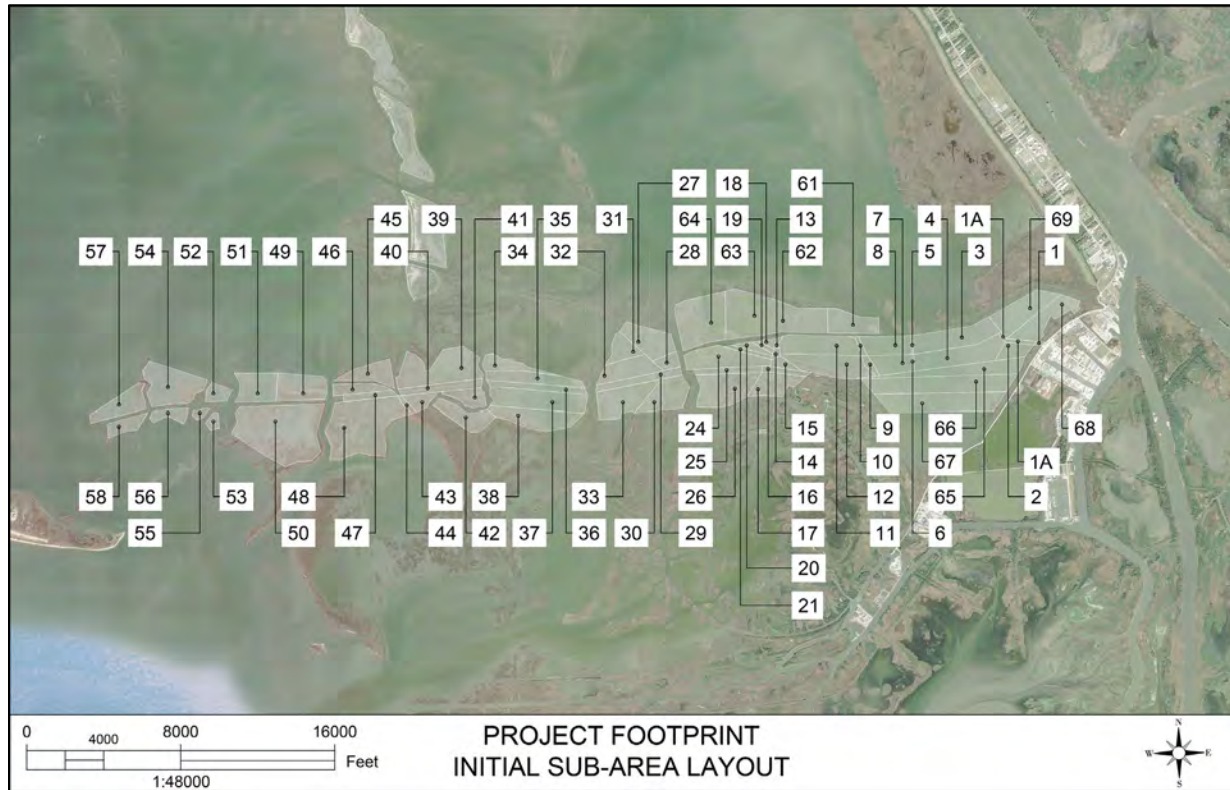 27 18 61
45 39 41 35 31 64 19 13 7 4 1A 69
57 54 52 51 49 46 40 34 32 28 63 62 8 5 3 1
24 15 9 66 68
25 14 10 67 1A
58 56 53 48 43 38 33 26 16 12 65 2
55 50 47 44 42 37 36 30 29 17 11 6
20
21
0 4000 8000 16000
Feet
1:48000
PROJECT FOOTPRINT
INITIAL SUB-AREA LAYOUT
N
W E
S